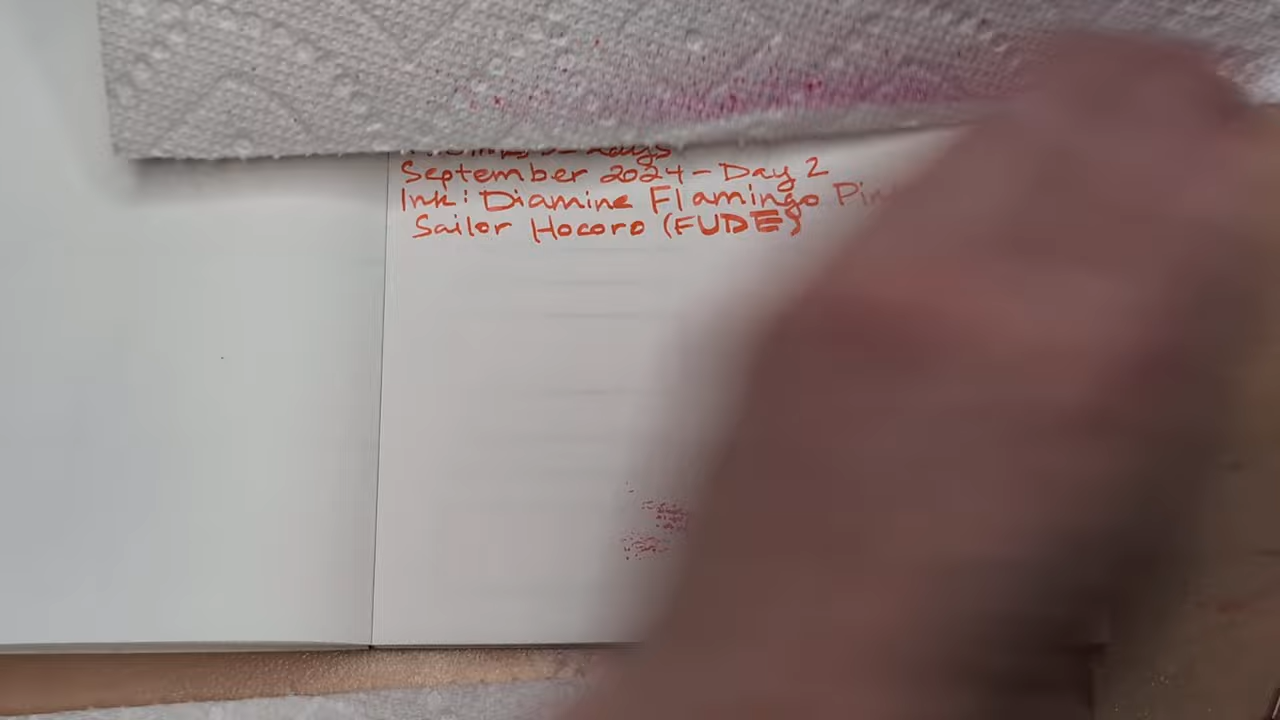 September 2024 - Day 2
Ink: Diamine Flamingo
Sailor Hocoro (FUDE)